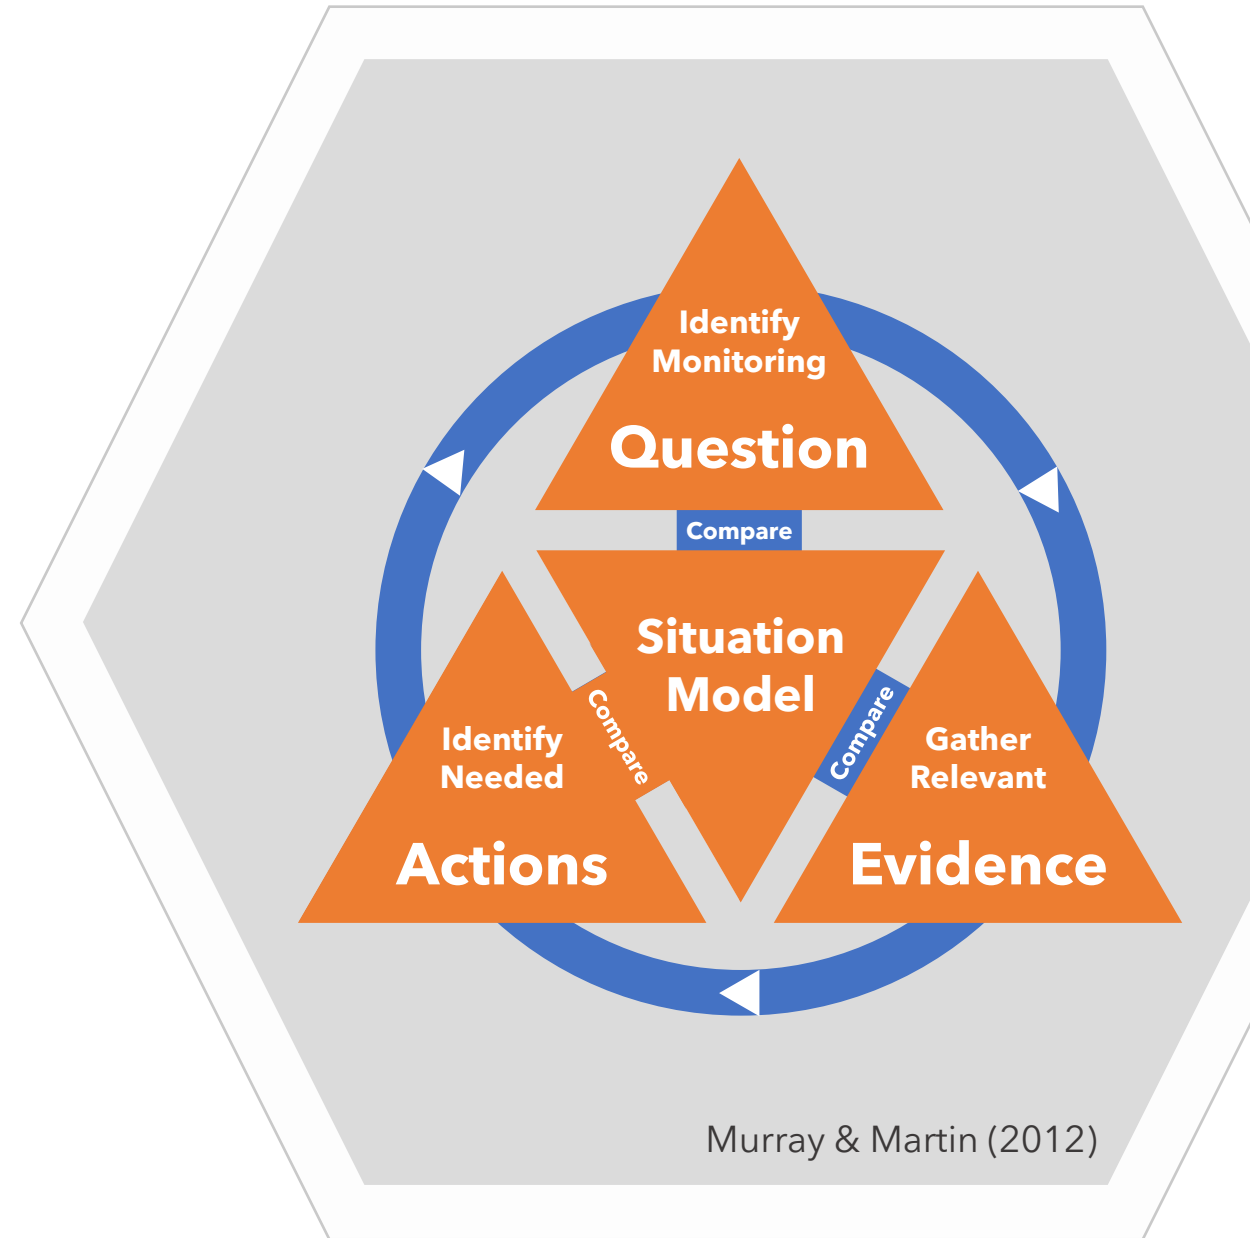 Identify
Monitoring
Question
Compare
Situation
Model
Compare
Compare
Identify
Needed
Actions
Gather
Relevant
Evidence
Murray & Martin (2012)